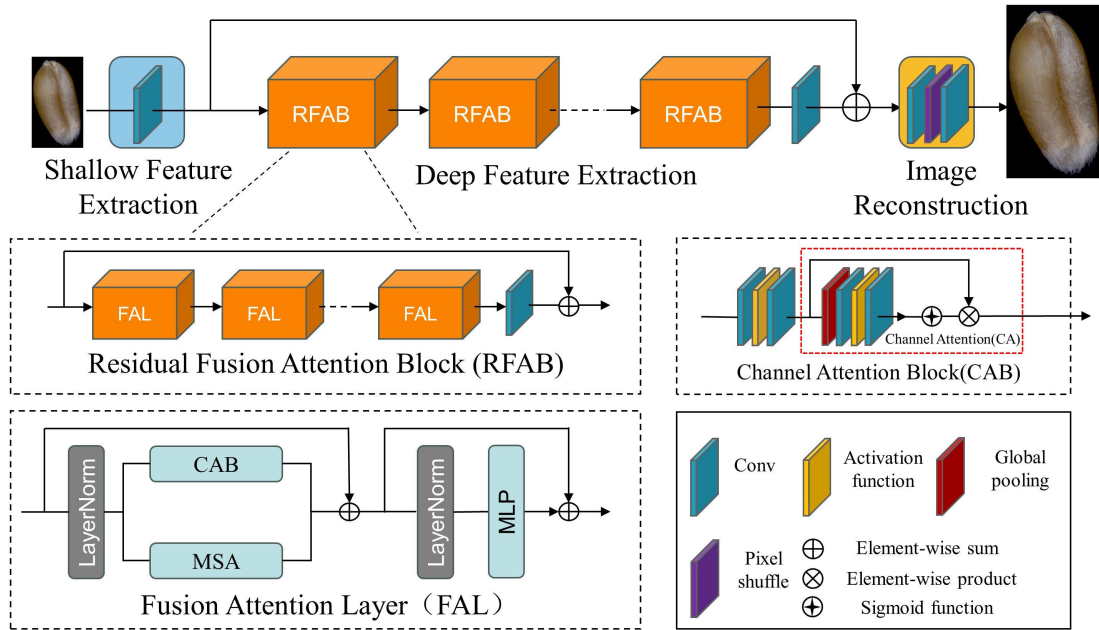 RFAB
RFAB
RFAB
Shallow Feature
Extraction
Deep Feature Extraction
Image
Reconstruction
FAL
FAL
FAL
Residual Fusion Attention Block (RFAB)
Channel Attention(CA)
Channel Attention Block(CAB)
LayerNorm
CAB
MSA
LayerNorm
MLP
Fusion Attention Layer（FAL）
Conv
Activation
function
Global
pooling
Pixel
shuffle
Element-wise sum
Element-wise product
Sigmoid function